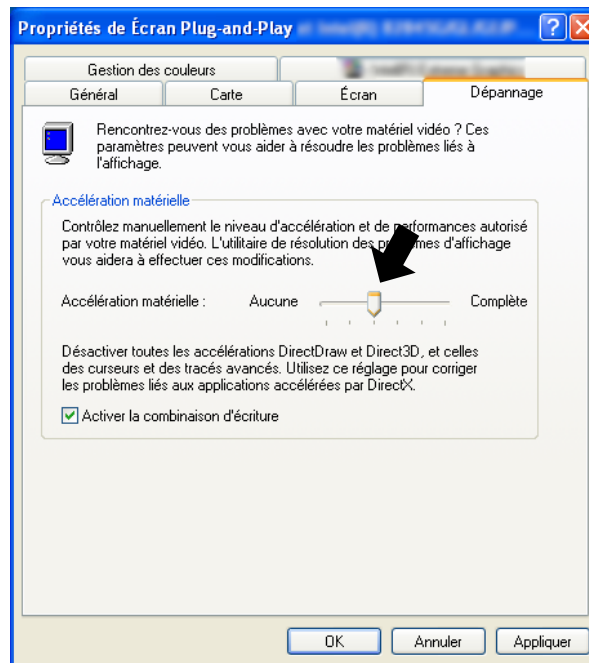 Propriétés de Écran Plug-and-Play
Gestion des couleurs
Général
Carte
Écran
Dépannage
Rencontrez-vous des problèmes avec votre matériel vidéo ? Ces
paramètres peuvent vous aider à résoudre les problèmes liés à
l'affichage.
Accélération matérielle
Contrôlez manuellement le niveau d'accélération et de performances autorisé
par votre matériel vidéo. L'utilitaire de résolution des problèmes d'affichage
vous aidera à effectuer ces modifications.
Accélération matérielle :
Aucune
Complète
Désactiver toutes les accélérations DirectDraw et Direct3D, et celles
des curseurs et des tracés avancés. Utilisez ce réglage pour corriger
les problèmes liés aux applications accélérées par DirectX.
Activer la combinaison d'écriture
OK
Annuler
Appliquer